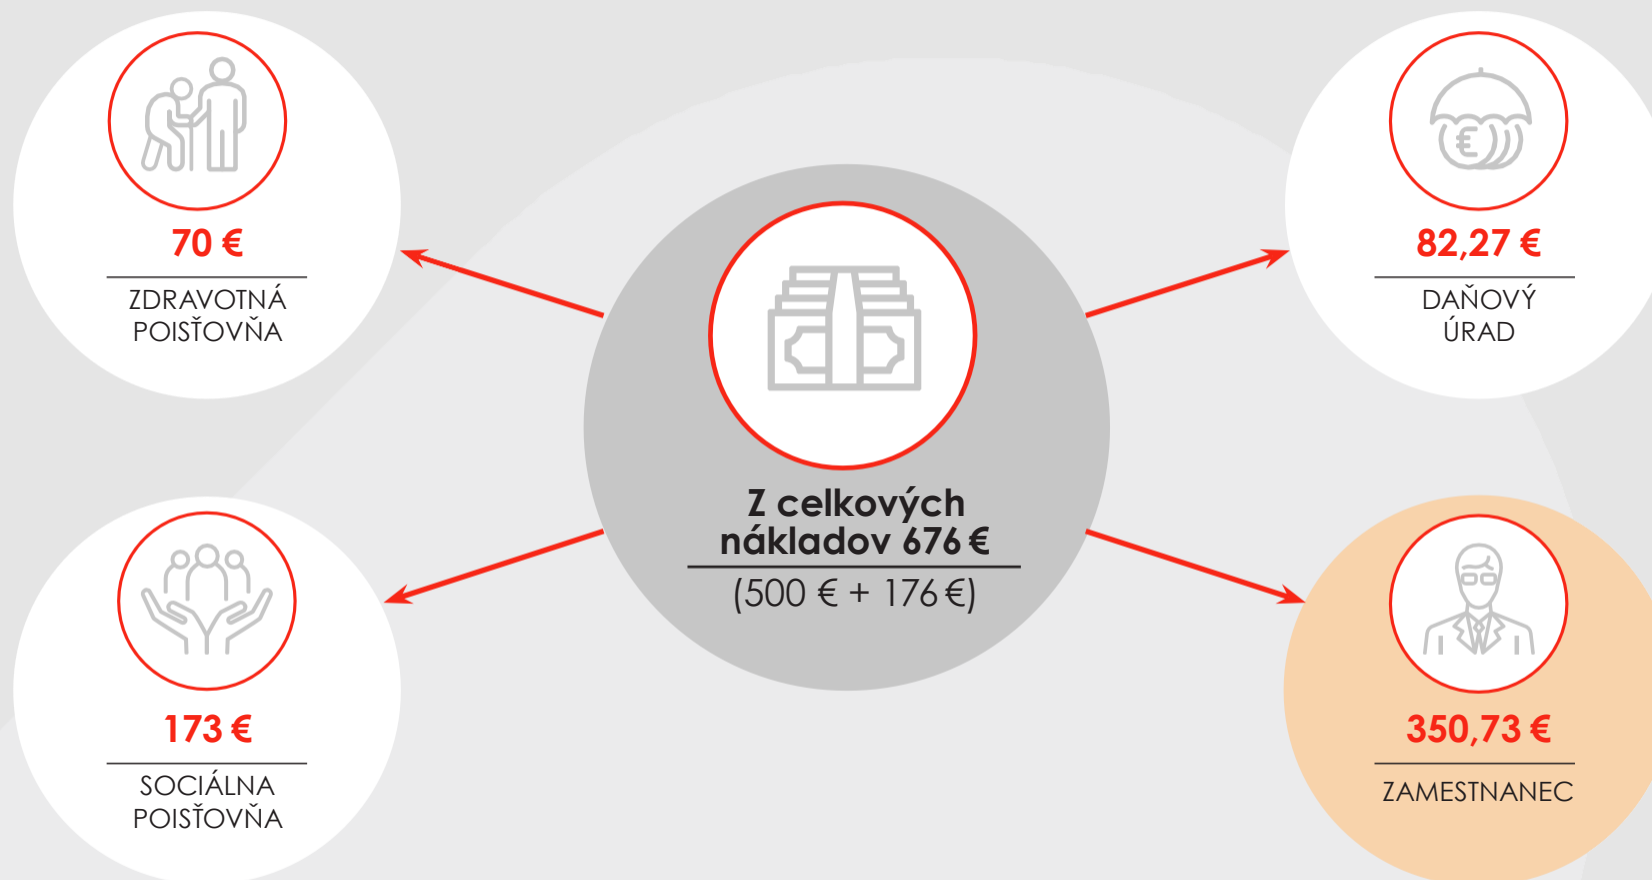 70 €
ZDRAVOTNÁ
POISŤOVŇA
82,27 €
DAŇOVÝ
ÚRAD
Z celkových
nákladov 676 €
(500 € + 176 €)
173 €
SOCIÁLNA
POISŤOVŇA
350,73 €
ZAMESTNANEC